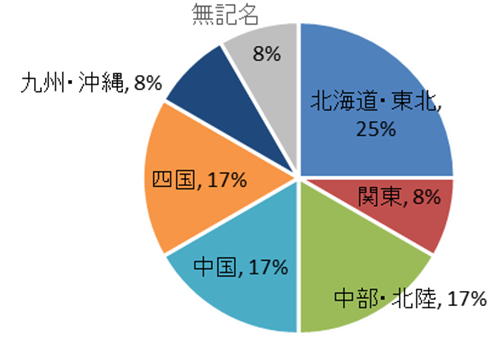 無記名
8%
九州・沖縄, 8%
北海道・東北,
25%
四国, 17%
関東, 8%
中国, 17%
中部・北陸, 17%